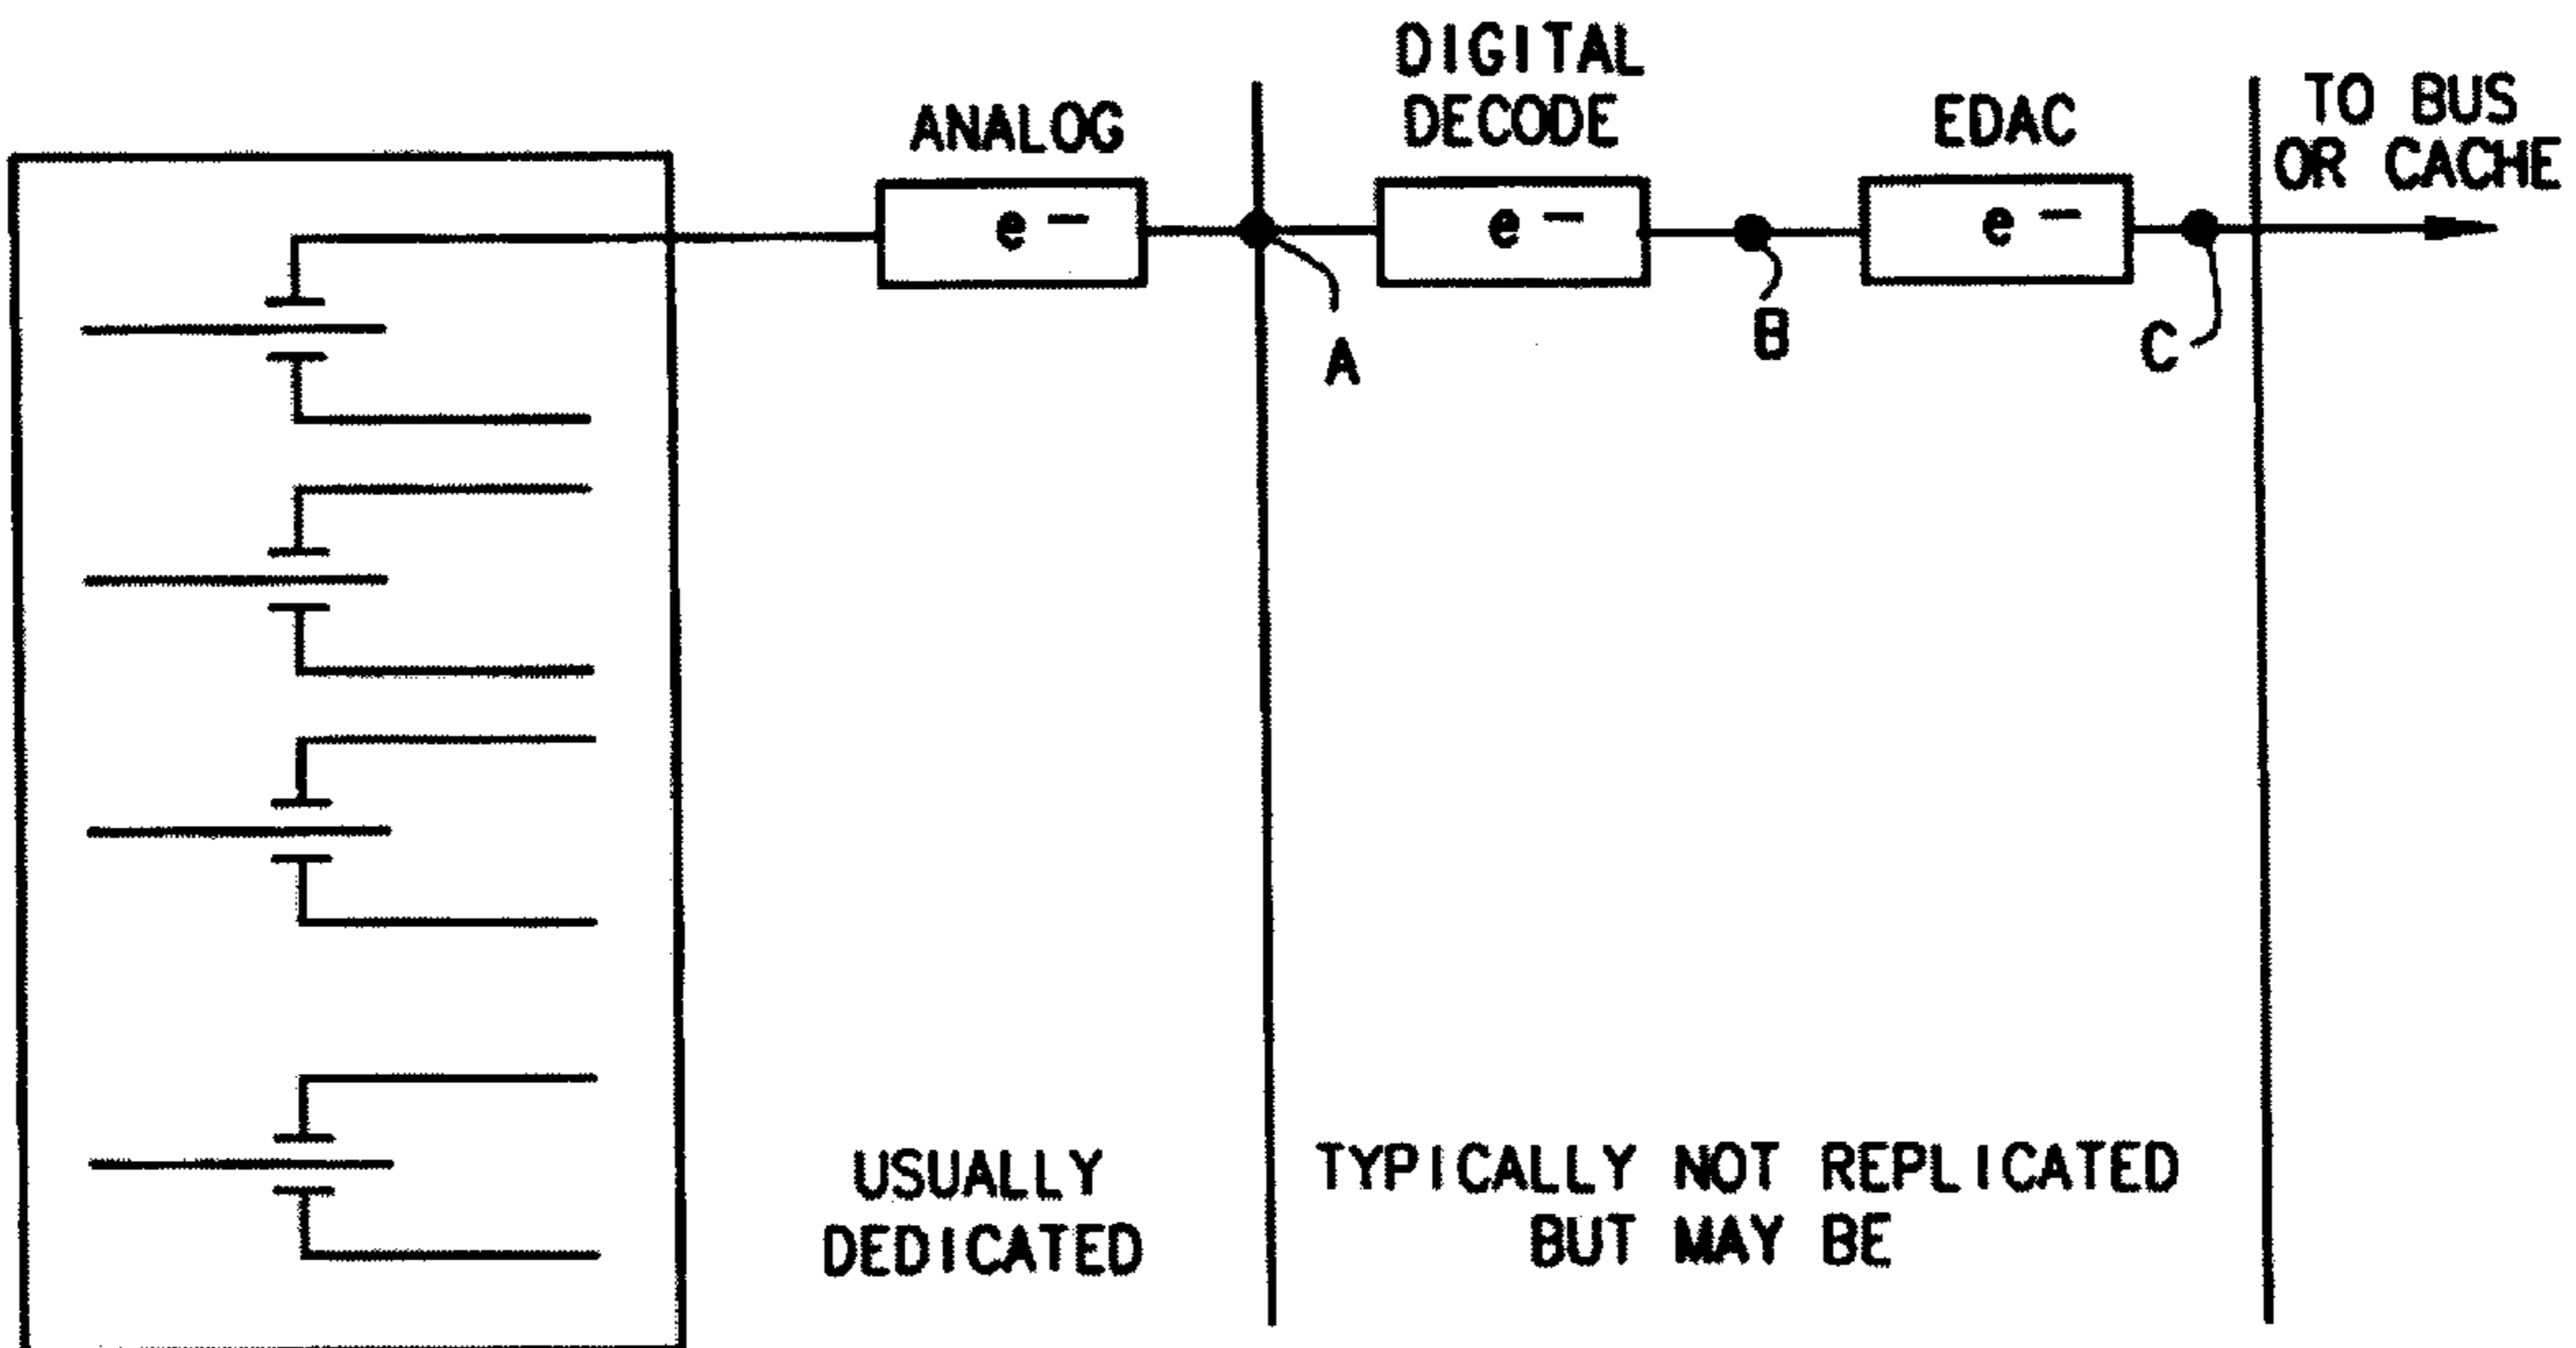 ANALOG
DIGITAL
DECODE
EDAC
TO BUS
OR CACHE
e -
e -
e -
A
B
C
USUALLY
DEDICATED
TYPICALLY NOT REPLICATED
BUT MAY BE